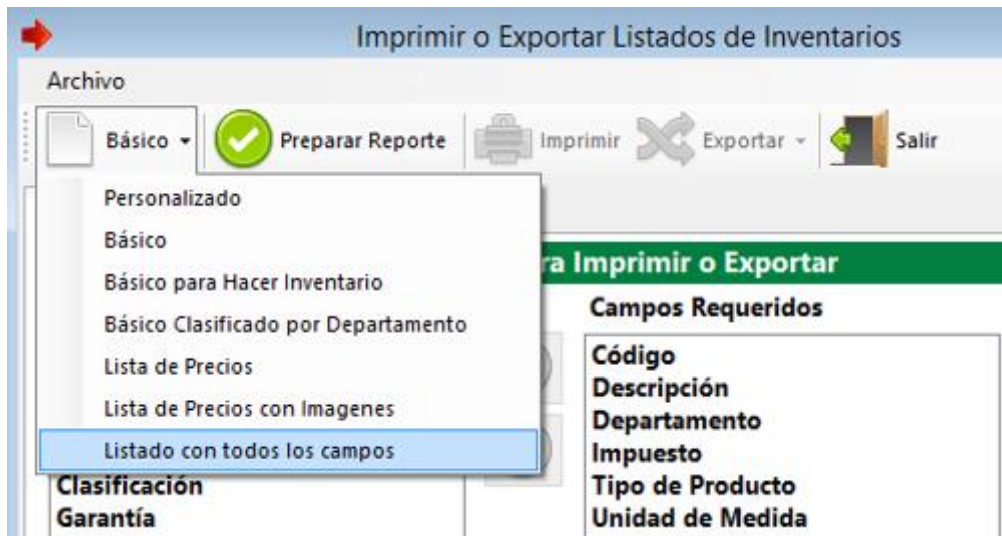 Imprimir o Exportar Listados de Inventarios
Archivo
Básico Preparar Reporte Imprimir Exportar Salir
Personalizado
Básico
Básico para Hacer Inventario
Básico Clasificado por Departamento
Lista de Precios
Lista de Precios con Imagenes
Listado con todos los campos
Clasificación
Garantía
ra Imprimir o Exportar
Campos Requeridos
Código
Descripción
Departamento
Impuesto
Tipo de Producto
Unidad de Medida